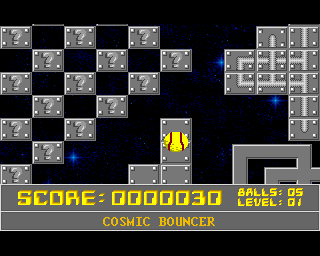 ? ? ?
? ?
? ? ?
? ?
? ?
SCORE: 0000030
BALLS: 05
LEVEL: 01
COSMIC BOUNCER